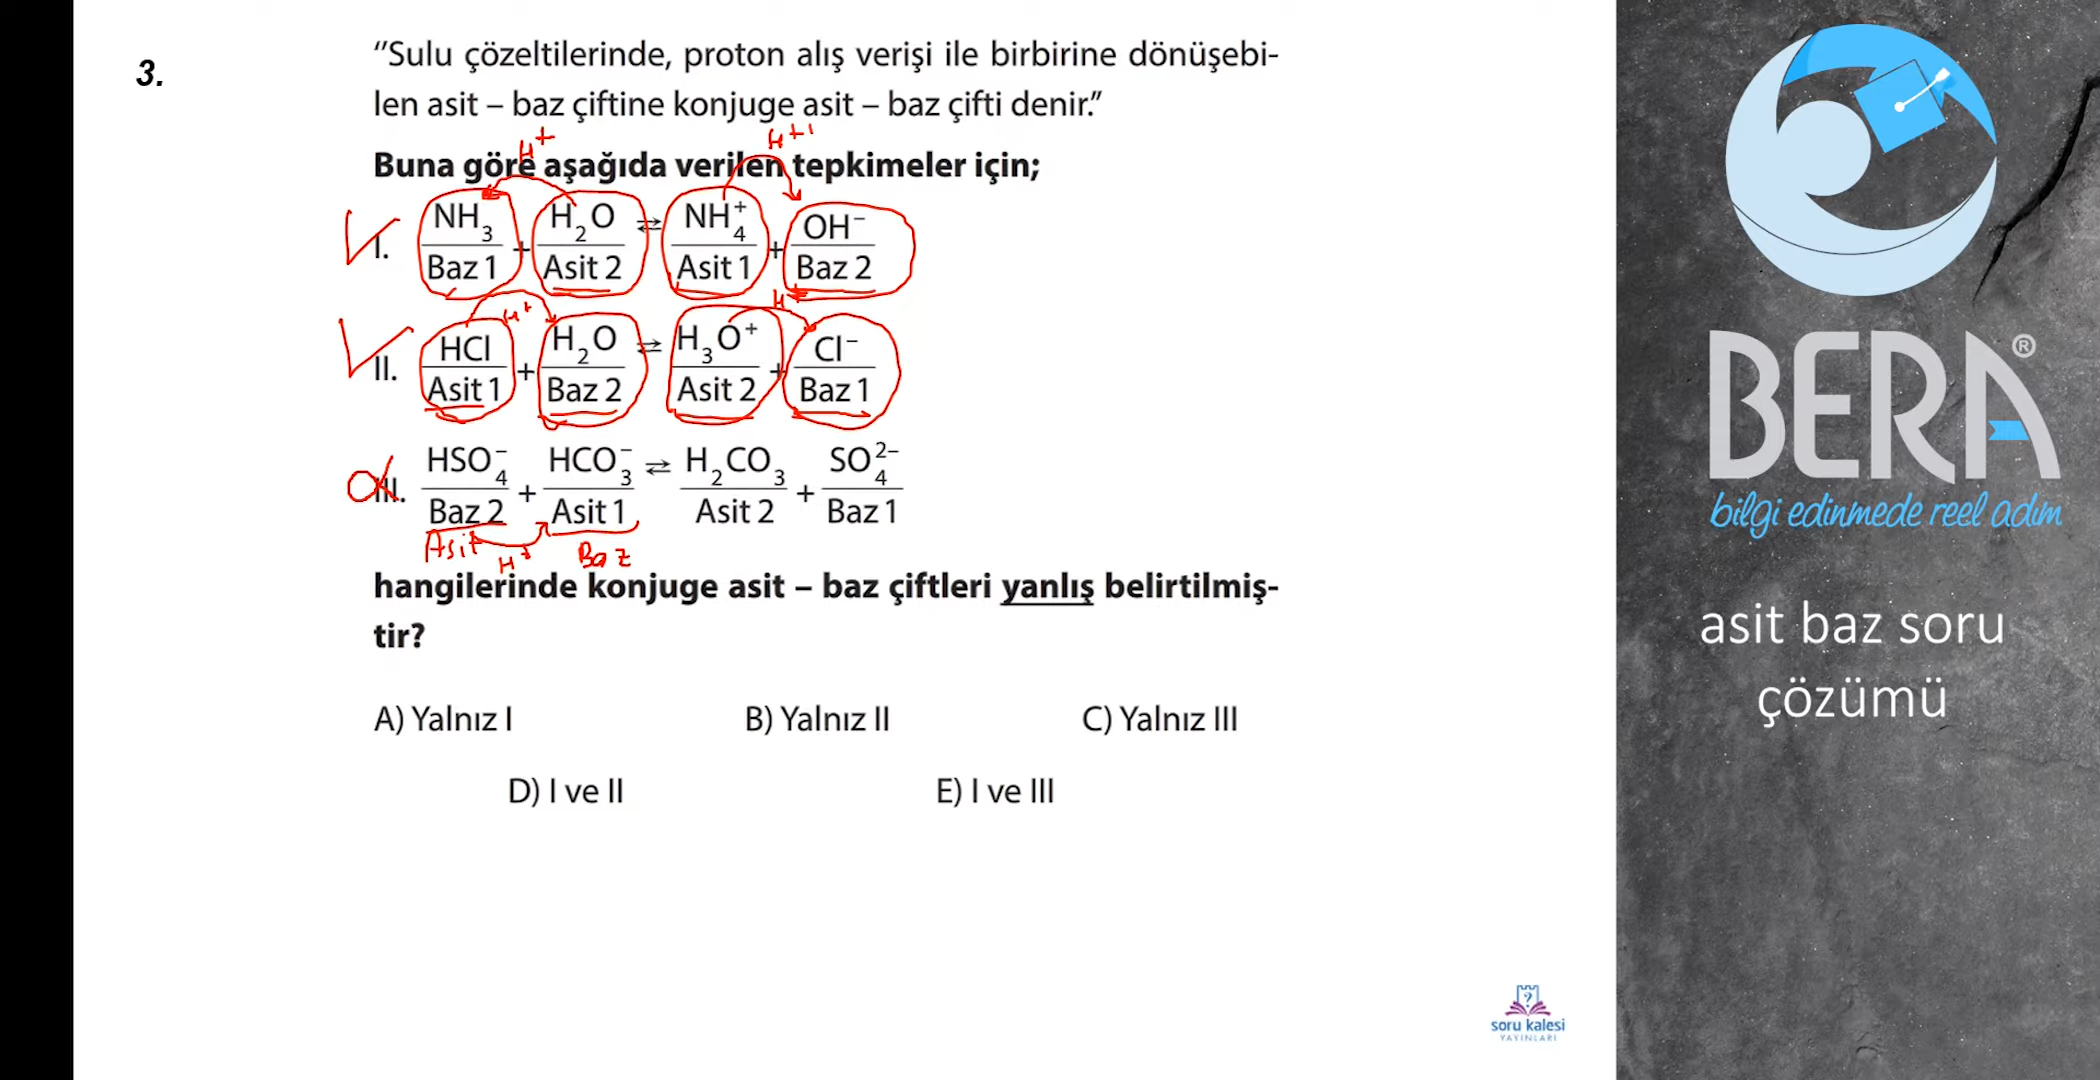 3.
‘’Sulu çözeltilerinde, proton alış verişi ile birbirine dönüşebi-
len asit – baz çiftine konjuge asit – baz çifti denir.”
H+ H+1
Buna göre aşağıda verilen tepkimeler için;
I. NH₃ + H₂O ⇄ NH₄⁺ + OH⁻
Baz 1 Asit 2 Asit 1 Baz 2
H+ H+
II. HCl + H₂O ⇄ H₃O⁺ + Cl⁻
Asit 1 Baz 2 Asit 2 Baz 1
III. HSO₄⁻ + HCO₃⁻ ⇄ H₂CO₃ + SO₄²⁻
Baz 2 Asit 1 Asit 2 Baz 1
Asit H+ Baz
hangilerinde konjuge asit – baz çiftleri yanlış belirtilmiş-
tir?
A) Yalnız I B) Yalnız II C) Yalnız III
D) I ve II E) I ve III
soru kalesi
YAYINLARI
BERA®
bilgi edinmede reel adım
asit baz soru
çözümü